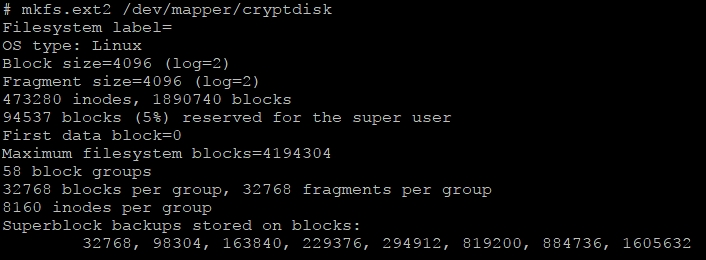 # mkfs.ext2 /dev/mapper/cryptdisk
Filesystem label=
OS type: Linux
Block size=4096 (log=2)
Fragment size=4096 (log=2)
473280 inodes, 1890740 blocks
94537 blocks (5%) reserved for the super user
First data block=0
Maximum filesystem blocks=4194304
58 block groups
32768 blocks per group, 32768 fragments per group
8160 inodes per group
Superblock backups stored on blocks:
32768, 98304, 163840, 229376, 294912, 819200, 884736, 1605632